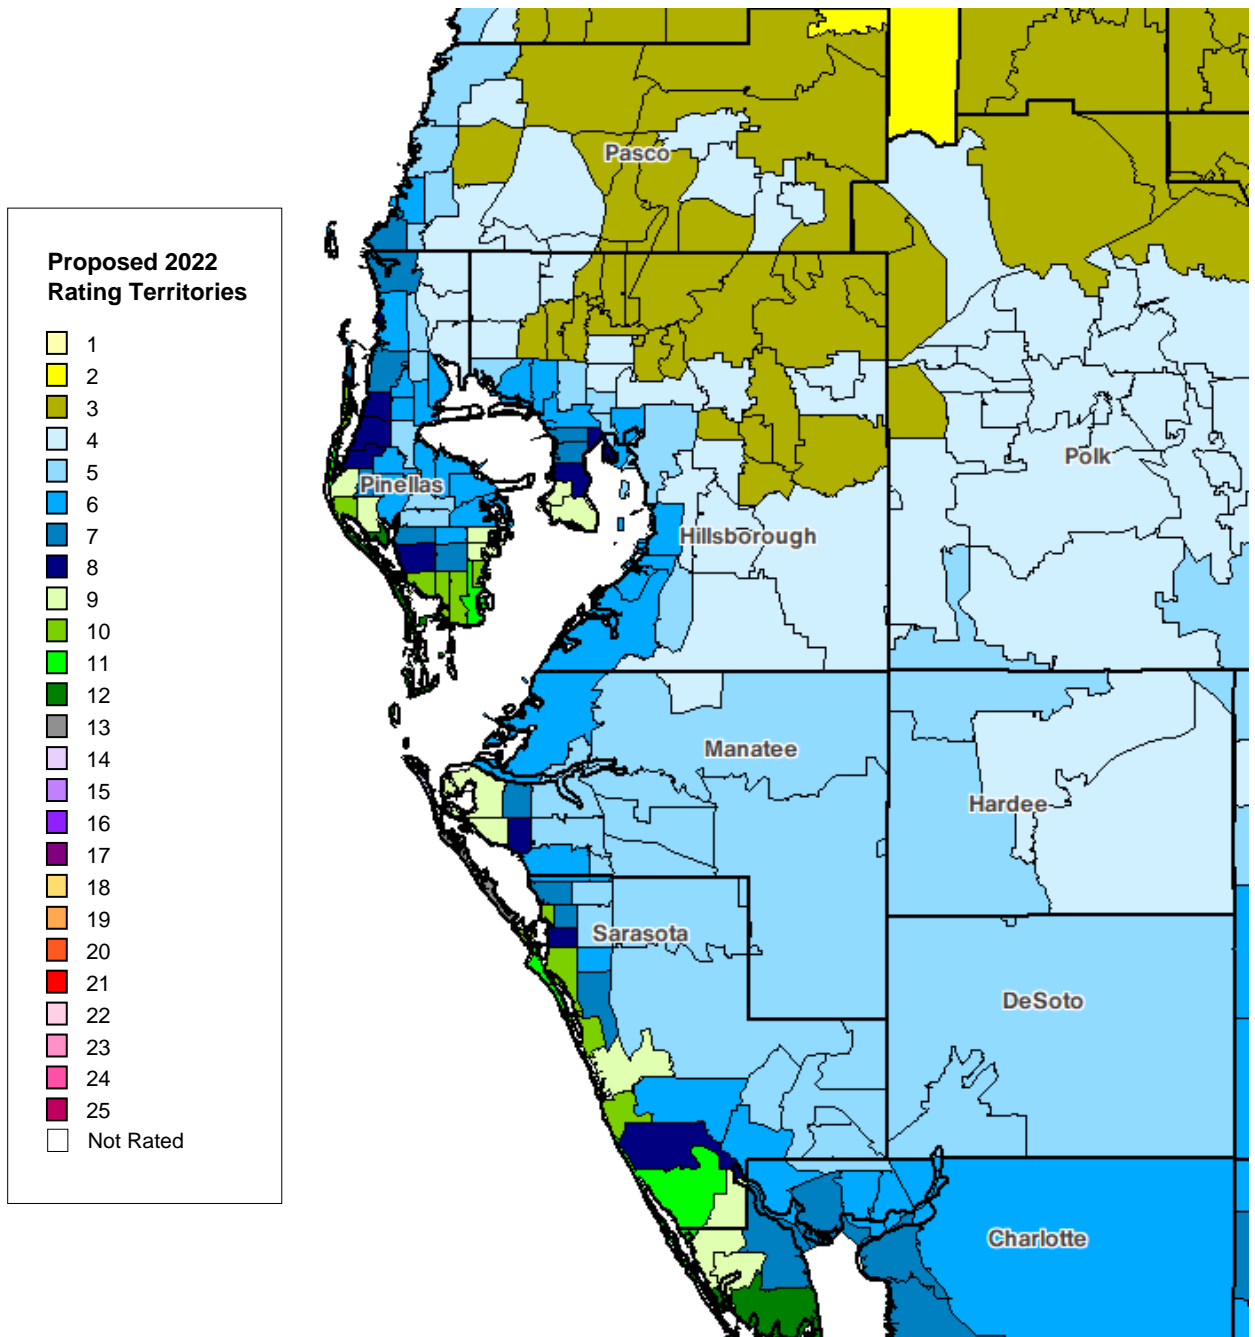 Proposed 2022
Rating Territories
1
2
3
4
5
6
7
8
9
10
11
12
13
14
15
16
17
18
19
20
21
22
23
24
25
Not Rated
Pasco
Polk
Pinellas
Hillsborough
Manatee
Hardee
Sarasota
DeSoto
Charlotte